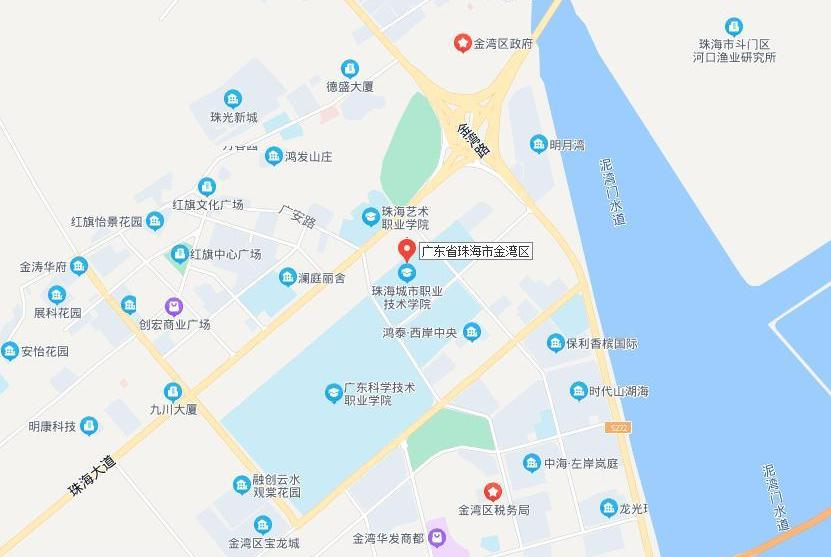 金湾区政府
珠海市斗门区
河口渔业研究所
德盛大厦
珠光新城
金湾路
明月湾
鸿发山庄
泥湾门水道
红旗文化广场
广安路
珠海艺术
职业学院
红旗怡景花园
红旗中心广场
广东省珠海市金湾区
金涛华府
澜庭丽舍
珠海城市职业
技术学院
展科花园
创宏商业广场
鸿泰·西岸中央
保利香槟国际
安怡花园
广东科学技术
职业学院
时代山湖海
九川大厦
明康科技
S272
珠海大道
中海·左岸岚庭
融创云水
观棠花园
泥湾门水道
金湾区税务局
龙光玖
金湾区宝龙城
金湾华发商都